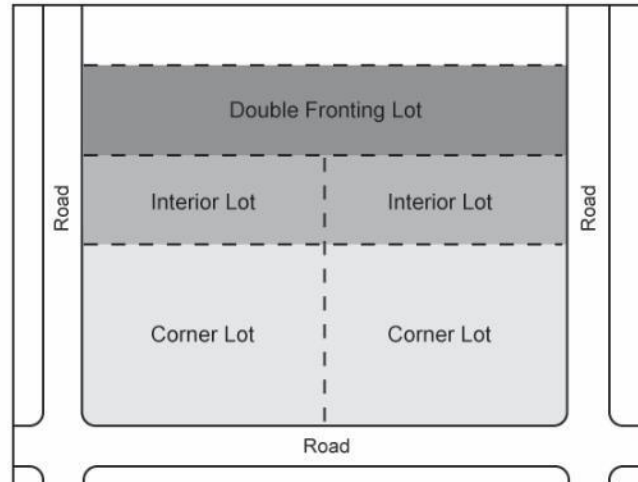 Double Fronting Lot
Road
Interior Lot
Interior Lot
Road
Corner Lot
Corner Lot
Road